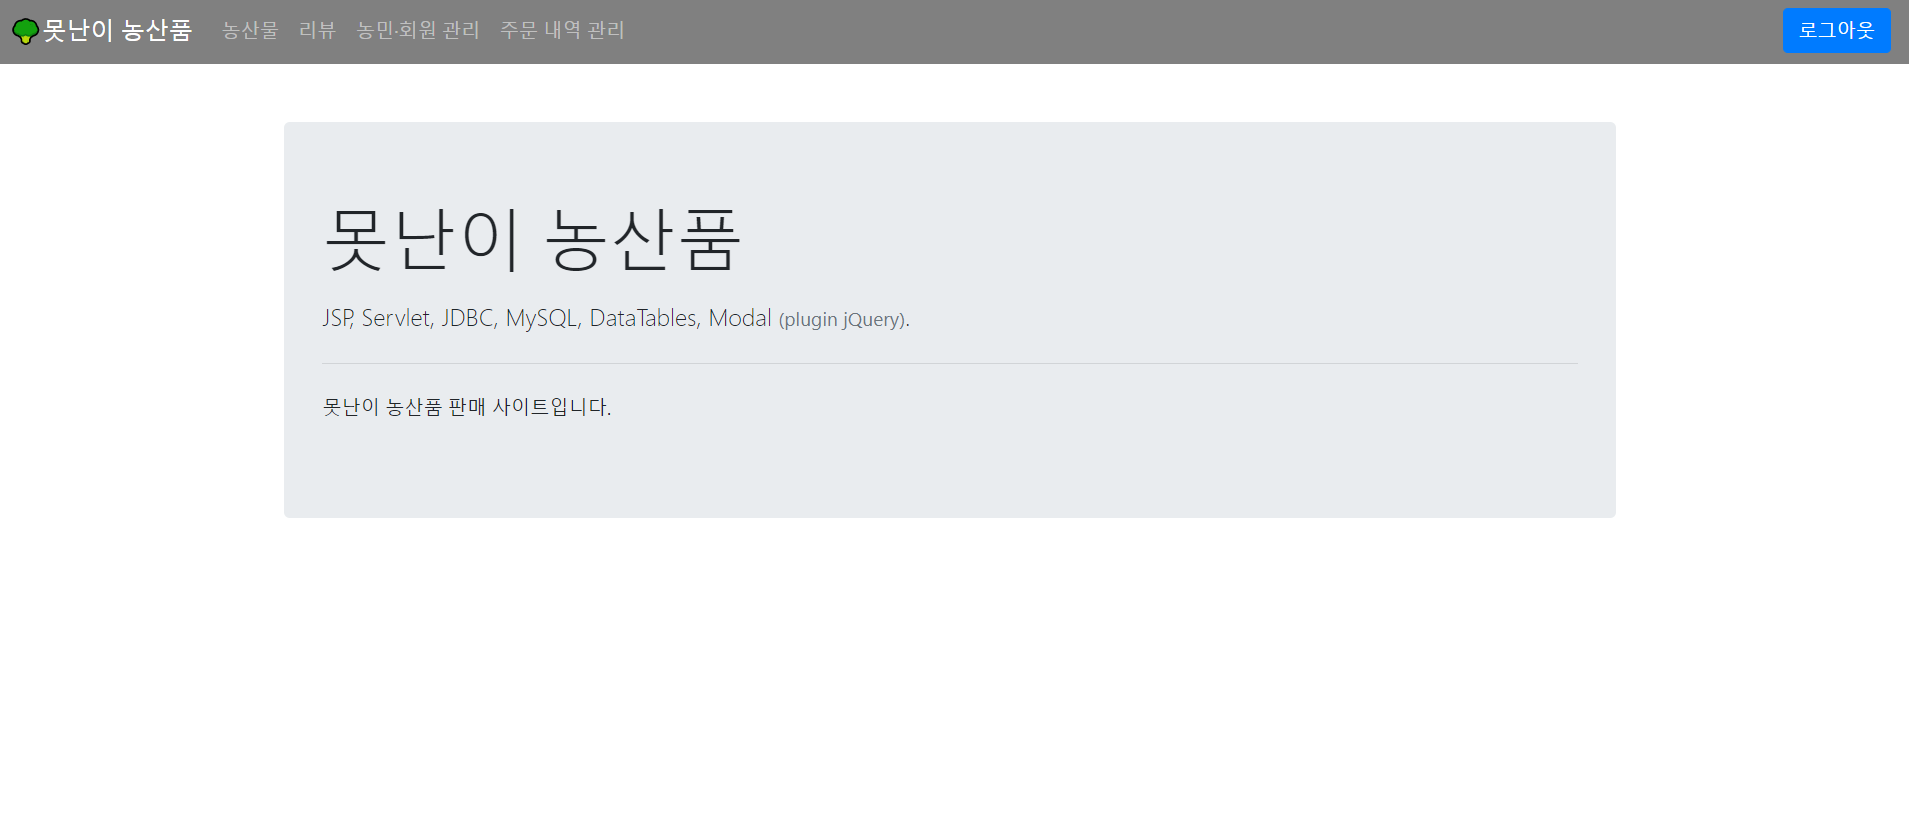 못난이 농산품 농산물 리뷰 농민·회원 관리 주문 내역 관리 로그아웃
못난이 농산품
JSP, Servlet, JDBC, MySQL, DataTables, Modal (plugin jQuery).
못난이 농산품 판매 사이트입니다.